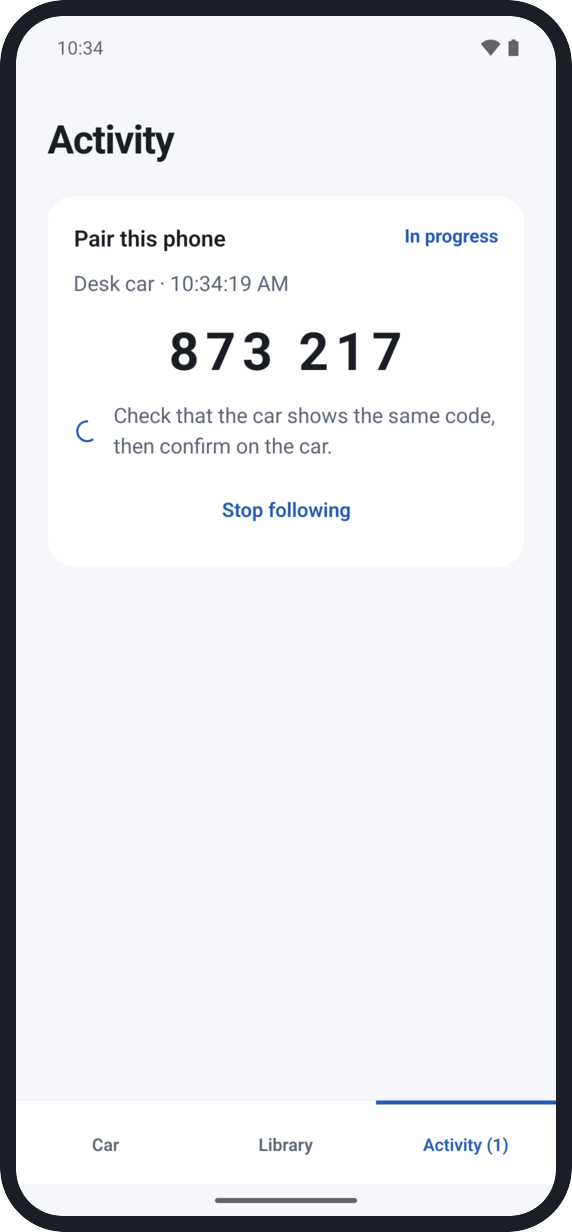 10:34
Activity
Pair this phone
In progress
Desk car · 10:34:19 AM
873 217
Check that the car shows the same code,
then confirm on the car.
Stop following
Car
Library
Activity (1)